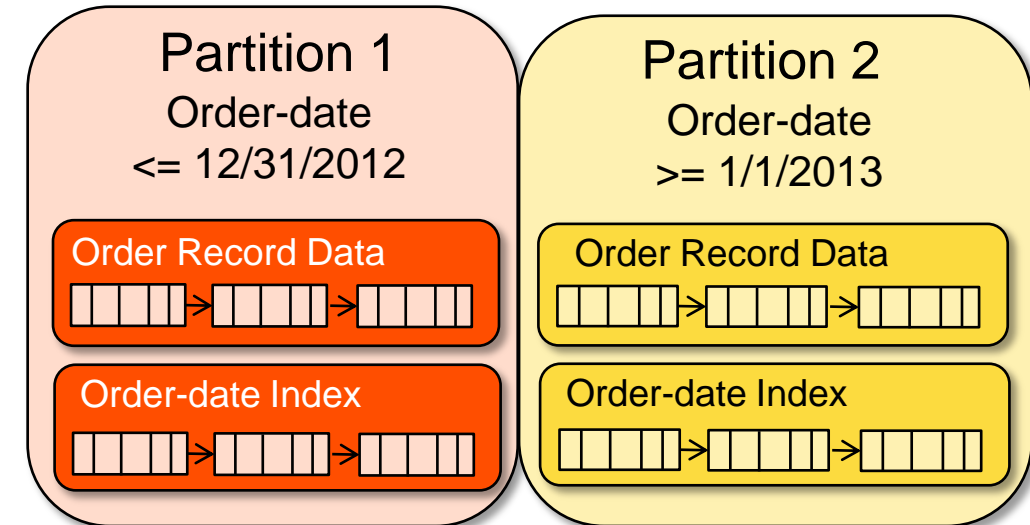 Partition 1
Order-date
<= 12/31/2012
Order Record Data
Order-date Index
Partition 2
Order-date
>= 1/1/2013
Order Record Data
Order-date Index